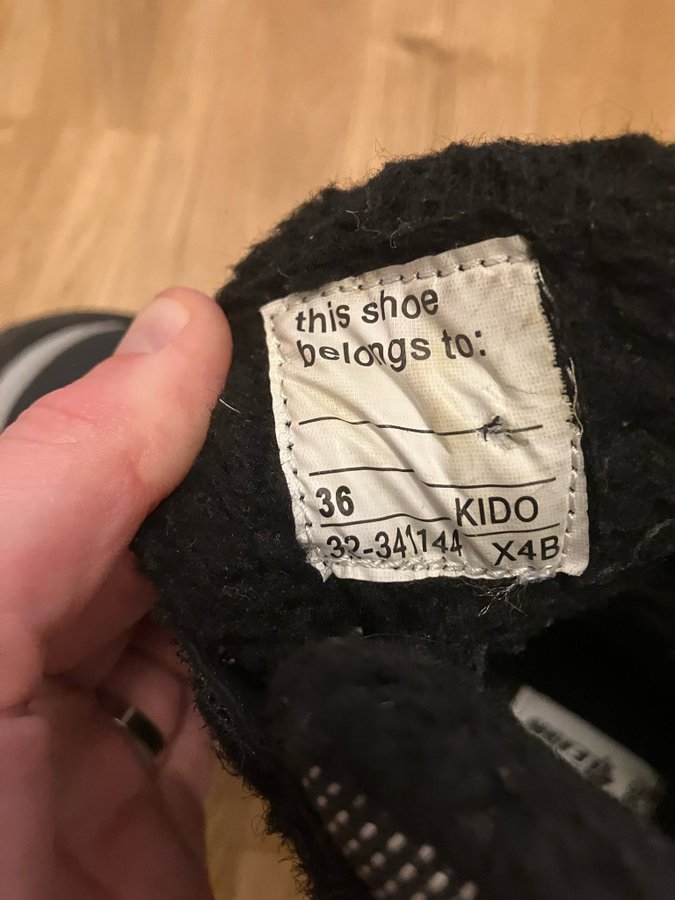 this shoe
belongs to:
36 KIDO
32-341144 X4B